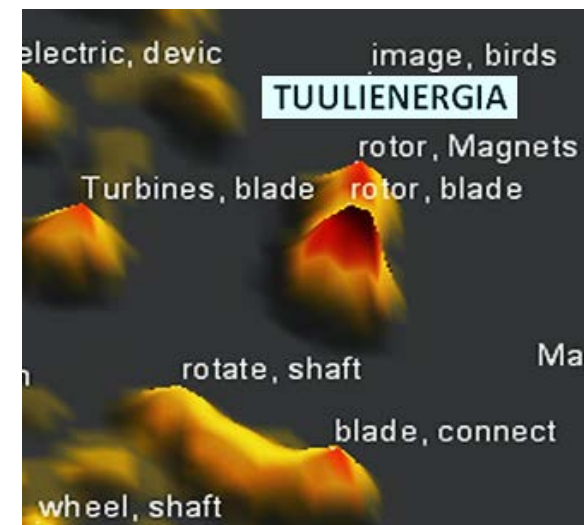 electric, devic
image, birds
TUULIENERGIA
rotor, Magnets
Turbines, blade
rotor, blade
Ma
rotate, shaft
blade, connect
wheel, shaft